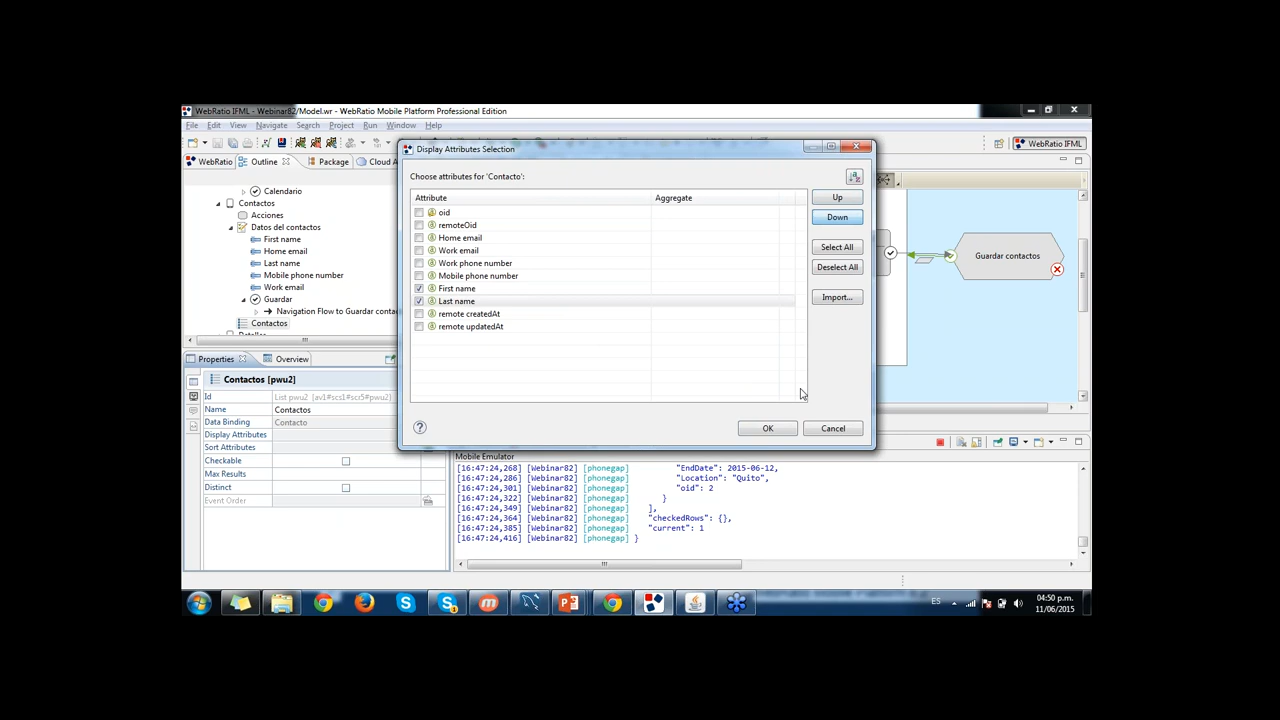 WebRatio IFML - Webinar82/Model.wr - WebRatio Mobile Platform Professional Edition
File Edit View Navigate Search Project Run Window Help
WebRatio IFML
WebRatio Outline Package Cloud A
Display Attributes Selection
Choose attributes for 'Contacto':
Attribute Aggregate
oid
remoteOid
Home email
Work email
Work phone number
Mobile phone number
First name
Last name
remote createdAt
remote updatedAt
Up
Down
Select All
Deselect All
Import...
OK Cancel
Calendario
Contactos
Acciones
Datos del contactos
First name
Home email
Last name
Mobile phone number
Work email
Guardar
Navigation Flow to Guardar conta
Contactos
Guardar contactos
Properties Overview
Contactos [pwu2]
Id List pwu2 [av1#scs1#scr5#pwu2]
Name Contactos
Data Binding Contacto
Display Attributes
Sort Attributes
Checkable
Max Results
Distinct
Event Order
Mobile Emulator
[16:47:24,268] [Webinar82] [phonegap] "EndDate": 2015-06-12,
[16:47:24,286] [Webinar82] [phonegap] "Location": "Quito",
[16:47:24,301] [Webinar82] [phonegap] "oid": 2
[16:47:24,322] [Webinar82] [phonegap] }
[16:47:24,349] [Webinar82] [phonegap] ],
[16:47:24,364] [Webinar82] [phonegap] "checkedRows": {},
[16:47:24,385] [Webinar82] [phonegap] "current": 1
[16:47:24,416] [Webinar82] [phonegap] }
ES
04:50 p.m.
11/06/2015